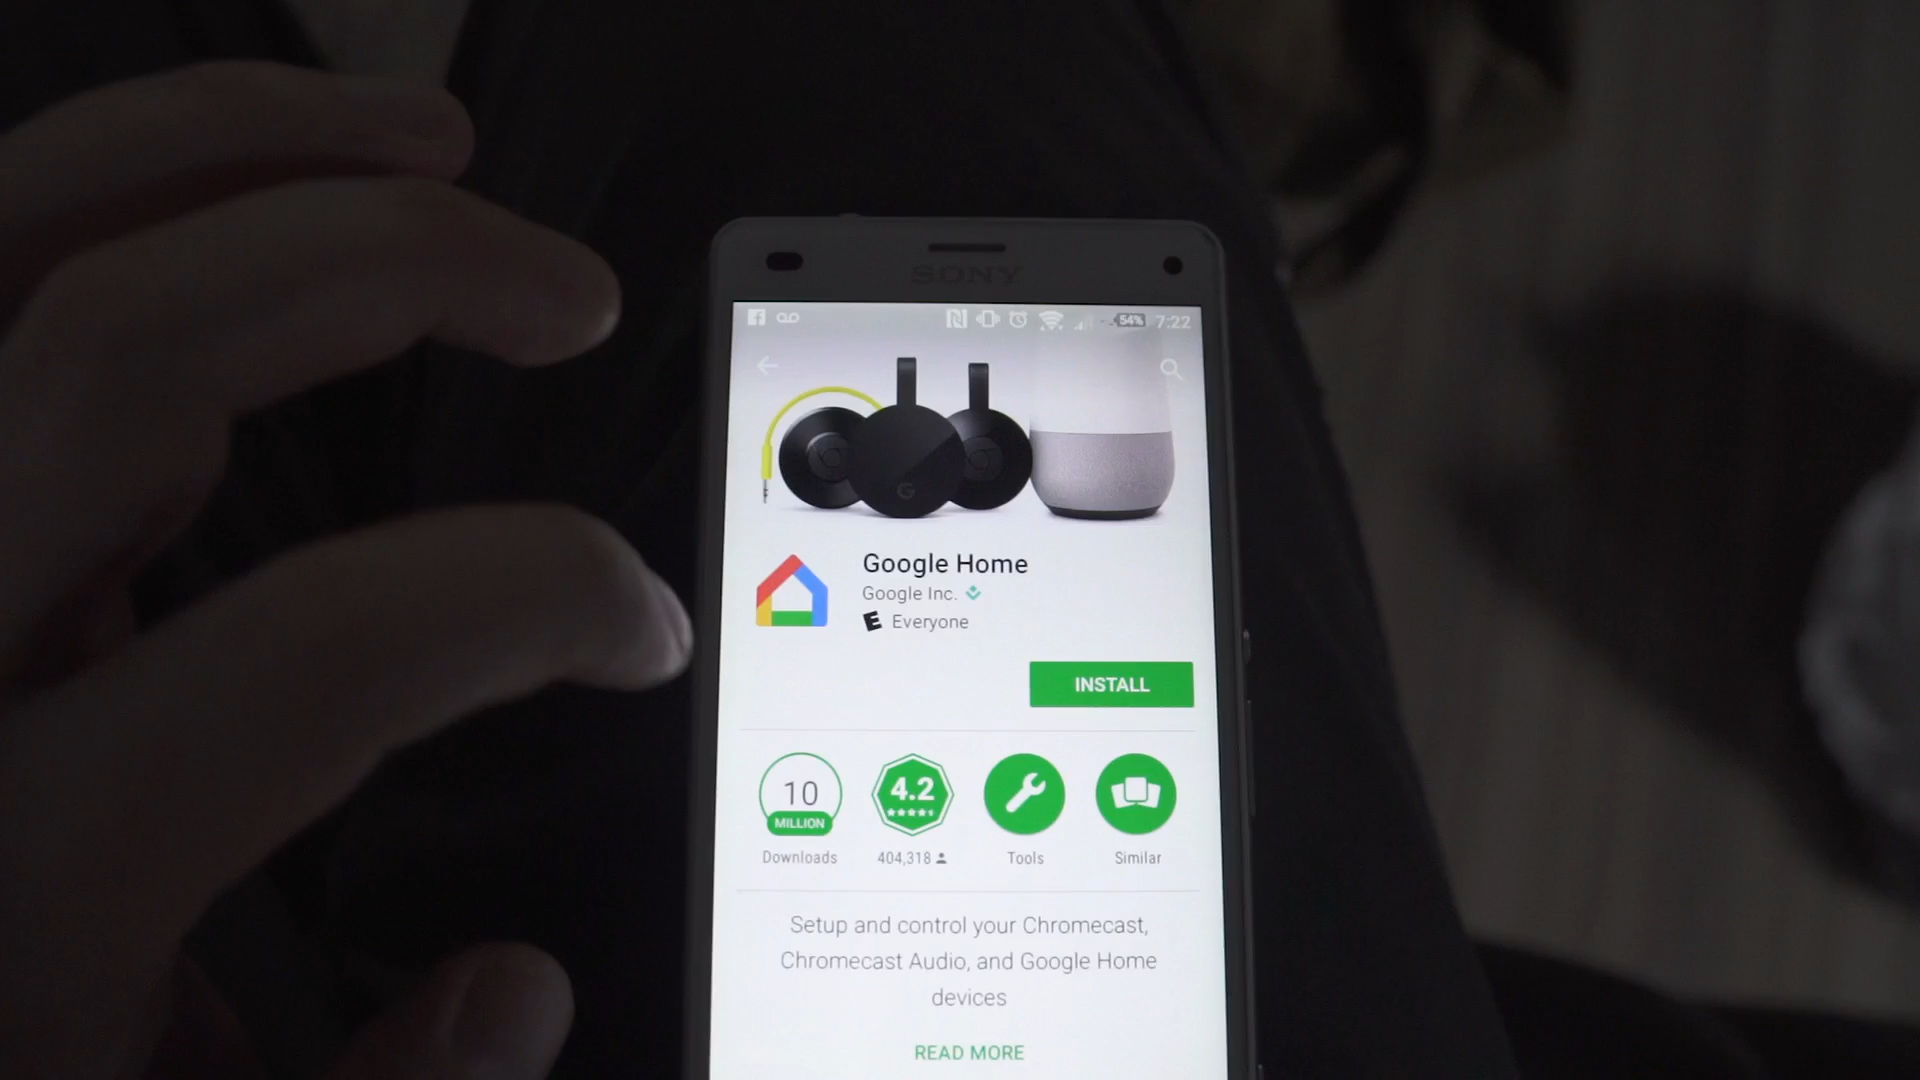 SONY
54% 7:22
Google Home
Google Inc.
E Everyone
INSTALL
10
MILLION
4.2
Downloads
404,318
Tools
Similar
Setup and control your Chromecast,
Chromecast Audio, and Google Home
devices
READ MORE